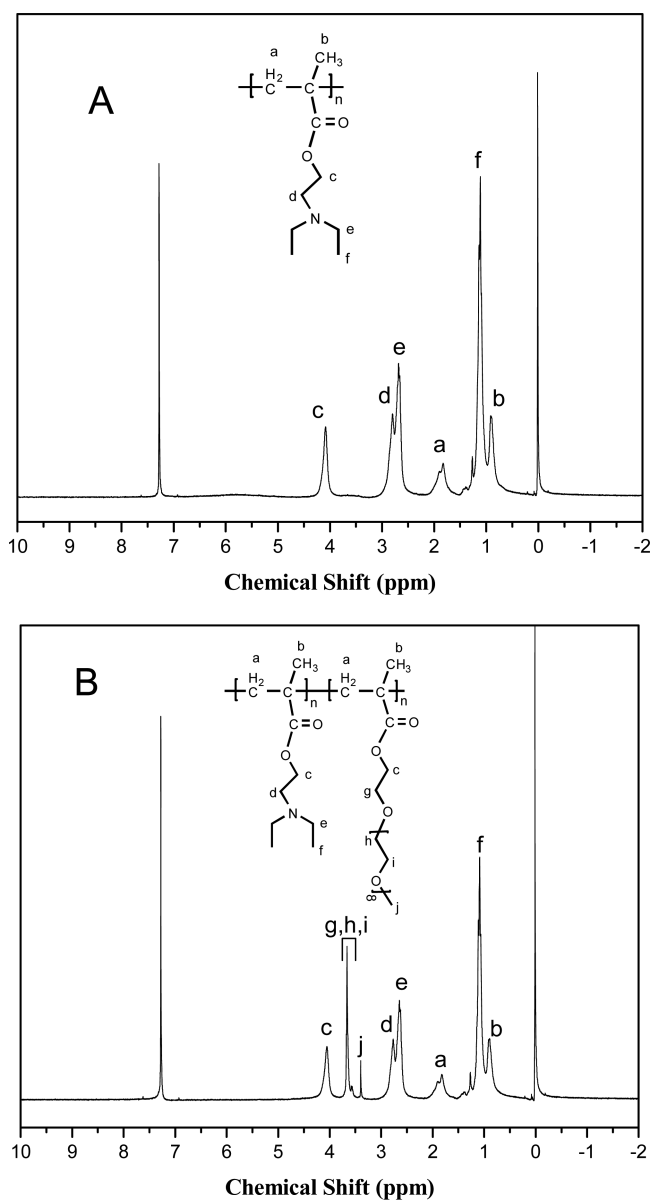 A
a
b
H2
CH3
C
C
n
C=O
O
c
d
N
e
f
f
e
d
c
b
a
10 9 8 7 6 5 4 3 2 1 0 -1 -2
Chemical Shift (ppm)
B
a b a b
H2 CH3 H2 CH3
C C n C C n
C=O C=O
O O
c c
d g
N O
e h
f i
O
8
j
g,h,i
f
e
d
c
j
b
a
10 9 8 7 6 5 4 3 2 1 0 -1 -2
Chemical Shift (ppm)